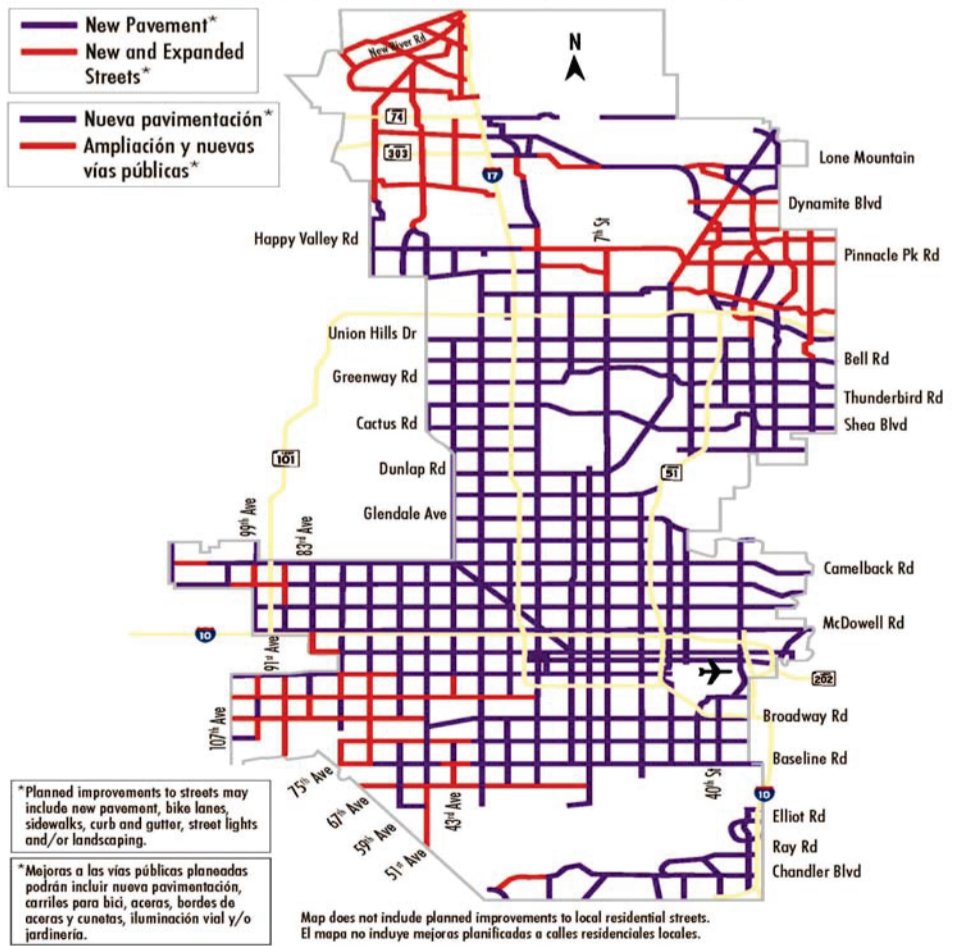 New Pavement*
New and Expanded
Streets*
Nueva pavimentación*
Ampliación y nuevas
vías públicas*
New River Rd
N
74
303
17
Lone Mountain
Dynamite Blvd
7th St
Happy Valley Rd
Pinnacle Pk Rd
Union Hills Dr
Bell Rd
Greenway Rd
Thunderbird Rd
Cactus Rd
Shea Blvd
101
Dunlap Rd
51
99th Ave
83rd Ave
Glendale Ave
Camelback Rd
10
McDowell Rd
91st Ave
202
107th Ave
Broadway Rd
Baseline Rd
75th Ave
67th Ave
59th Ave
51st Ave
43rd Ave
40th St
10
Elliot Rd
Ray Rd
Chandler Blvd
*Planned improvements to streets may
include new pavement, bike lanes,
sidewalks, curb and gutter, street lights
and/or landscaping.
*Mejoras a las vías públicas planeadas
podrán incluir nueva pavimentación,
carriles para bici, aceras, bordes de
aceras y cunetas, iluminación vial y/o
jardinería.
Map does not include planned improvements to local residential streets.
El mapa no incluye mejoras planificadas a calles residenciales locales.